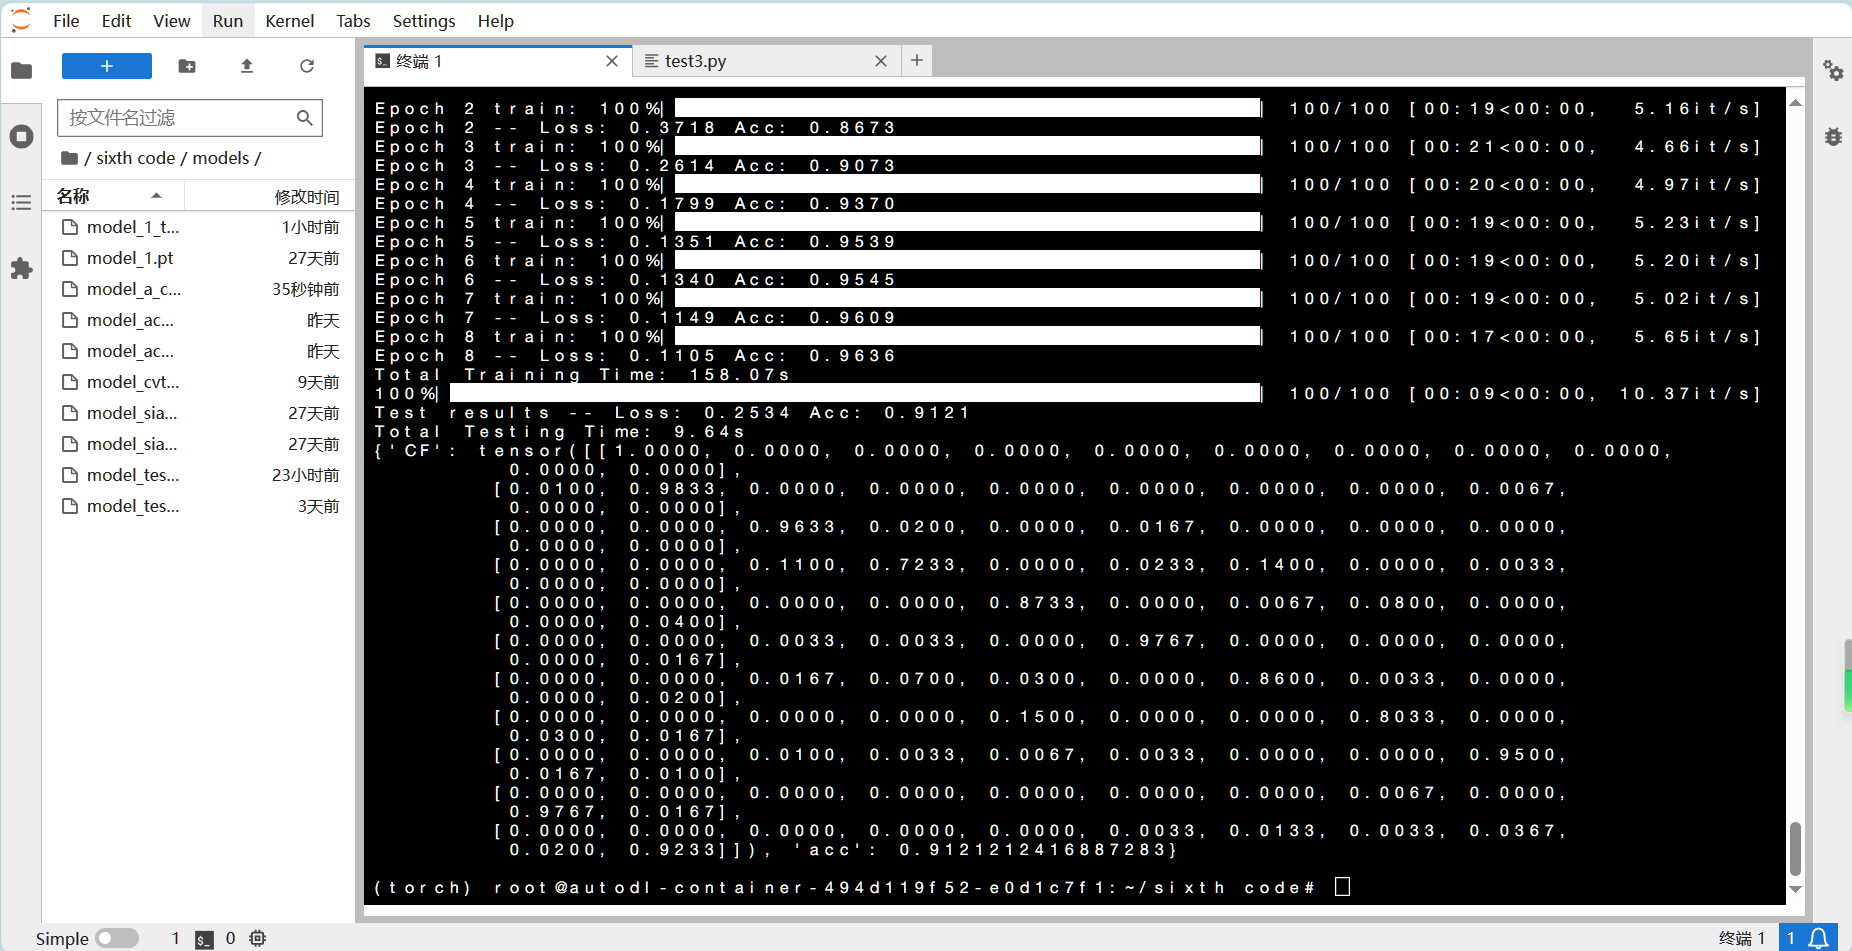 File Edit View Run Kernel Tabs Settings Help
+
按文件名过滤
/ sixth code / models /
名称 修改时间
model_1_t... 1小时前
model_1.pt 27天前
model_a_c... 35秒钟前
model_ac... 昨天
model_ac... 昨天
model_cvt... 9天前
model_sia... 27天前
model_sia... 27天前
model_tes... 23小时前
model_tes... 3天前
终端 1 test3.py +
Epoch 2 train: 100%| | 100/100 [00:19<00:00, 5.16it/s]
Epoch 2 -- Loss: 0.3718 Acc: 0.8673
Epoch 3 train: 100%| | 100/100 [00:21<00:00, 4.66it/s]
Epoch 3 -- Loss: 0.2614 Acc: 0.9073
Epoch 4 train: 100%| | 100/100 [00:20<00:00, 4.97it/s]
Epoch 4 -- Loss: 0.1799 Acc: 0.9370
Epoch 5 train: 100%| | 100/100 [00:19<00:00, 5.23it/s]
Epoch 5 -- Loss: 0.1351 Acc: 0.9539
Epoch 6 train: 100%| | 100/100 [00:19<00:00, 5.20it/s]
Epoch 6 -- Loss: 0.1340 Acc: 0.9545
Epoch 7 train: 100%| | 100/100 [00:19<00:00, 5.02it/s]
Epoch 7 -- Loss: 0.1149 Acc: 0.9609
Epoch 8 train: 100%| | 100/100 [00:17<00:00, 5.65it/s]
Epoch 8 -- Loss: 0.1105 Acc: 0.9636
Total Training Time: 158.07s
100%| | 100/100 [00:09<00:00, 10.37it/s]
Test results -- Loss: 0.2534 Acc: 0.9121
Total Testing Time: 9.64s
{'CF': tensor([[1.0000, 0.0000, 0.0000, 0.0000, 0.0000, 0.0000, 0.0000, 0.0000, 0.0000,
0.0000, 0.0000],
[0.0100, 0.9833, 0.0000, 0.0000, 0.0000, 0.0000, 0.0000, 0.0000, 0.0067,
0.0000, 0.0000],
[0.0000, 0.0000, 0.9633, 0.0200, 0.0000, 0.0167, 0.0000, 0.0000, 0.0000,
0.0000, 0.0000],
[0.0000, 0.0000, 0.1100, 0.7233, 0.0000, 0.0233, 0.1400, 0.0000, 0.0033,
0.0000, 0.0000],
[0.0000, 0.0000, 0.0000, 0.0000, 0.8733, 0.0000, 0.0067, 0.0800, 0.0000,
0.0000, 0.0400],
[0.0000, 0.0000, 0.0033, 0.0033, 0.0000, 0.9767, 0.0000, 0.0000, 0.0000,
0.0000, 0.0167],
[0.0000, 0.0000, 0.0167, 0.0700, 0.0300, 0.0000, 0.8600, 0.0033, 0.0000,
0.0000, 0.0200],
[0.0000, 0.0000, 0.0000, 0.0000, 0.1500, 0.0000, 0.0000, 0.8033, 0.0000,
0.0300, 0.0167],
[0.0000, 0.0000, 0.0100, 0.0033, 0.0067, 0.0033, 0.0000, 0.0000, 0.9500,
0.0167, 0.0100],
[0.0000, 0.0000, 0.0000, 0.0000, 0.0000, 0.0000, 0.0000, 0.0067, 0.0000,
0.9767, 0.0167],
[0.0000, 0.0000, 0.0000, 0.0000, 0.0000, 0.0033, 0.0133, 0.0033, 0.0367,
0.0200, 0.9233]]), 'acc': 0.9121212416887283}
(torch) root@autodl-container-494d119f52-e0d1c7f1:~/sixth code#
Simple 1 0 终端 1 1